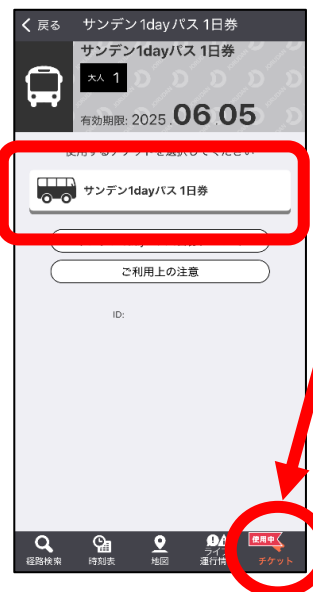 戻る サンデン1dayパス 1日券
サンデン1dayパス 1日券
大人 1
有効期限: 2025.06.05
使用するチケットを選択してください
サンデン1dayパス 1日券
ご利用上の注意
ID:
経路検索 時刻表 地図 運行情 使用中 チケット